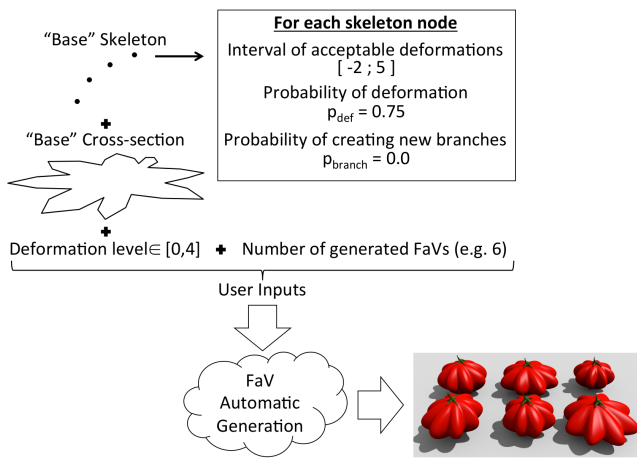 “Base” Skeleton
For each skeleton node
Interval of acceptable deformations
[ -2 ; 5 ]
Probability of deformation
p_def = 0.75
Probability of creating new branches
p_branch = 0.0
“Base” Cross-section
Deformation level∈ [0,4] + Number of generated FaVs (e.g. 6)
User Inputs
FaV
Automatic
Generation